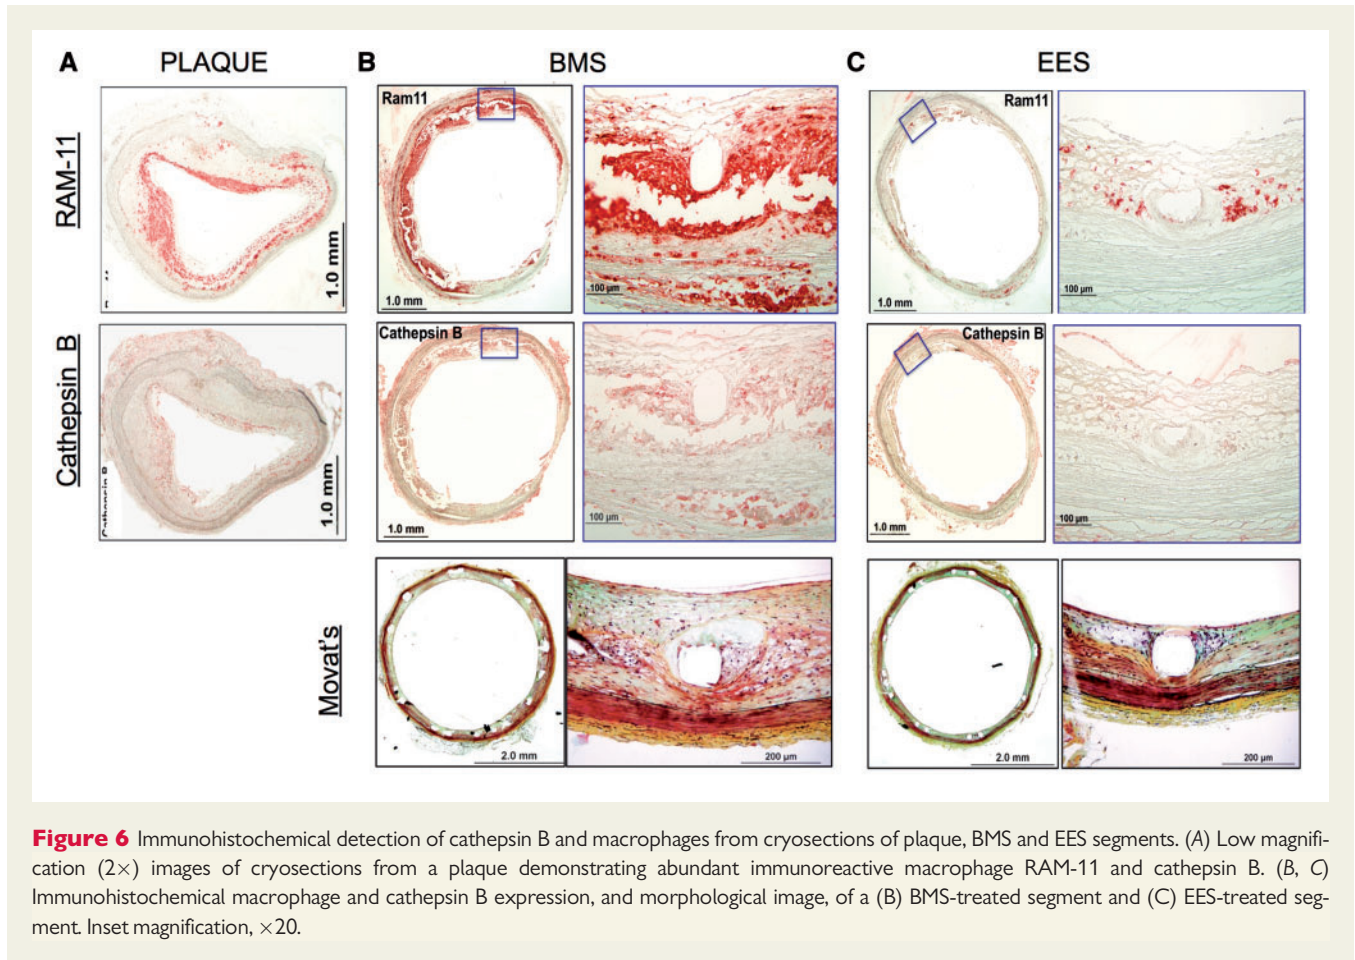 A
PLAQUE
B
BMS
C
EES
RAM-11
1.0 mm
Ram11
1.0 mm
100 µm
Ram11
1.0 mm
100 µm
Cathepsin B
Cathepsin B
1.0 mm
Cathepsin B
1.0 mm
100 µm
Cathepsin B
1.0 mm
100 µm
Movat's
2.0 mm
200 µm
2.0 mm
200 µm
Figure 6 Immunohistochemical detection of cathepsin B and macrophages from cryosections of plaque, BMS and EES segments. (A) Low magnifi-
cation (2×) images of cryosections from a plaque demonstrating abundant immunoreactive macrophage RAM-11 and cathepsin B. (B, C)
Immunohistochemical macrophage and cathepsin B expression, and morphological image, of a (B) BMS-treated segment and (C) EES-treated seg-
ment. Inset magnification, ×20.